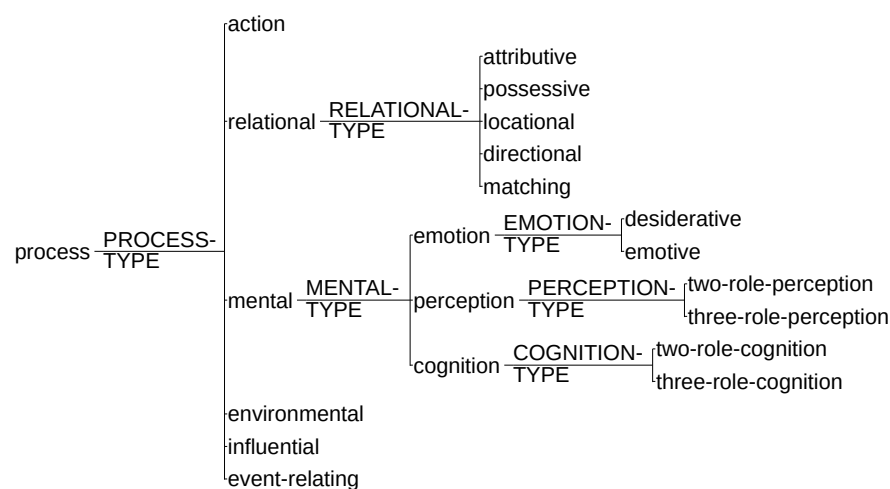 action
attributive
possessive
relational RELATIONAL-TYPE locational
directional
matching
process PROCESS-TYPE
emotion EMOTION-TYPE desiderative
emotive
mental MENTAL-TYPE perception PERCEPTION-TYPE two-role-perception
three-role-perception
cognition COGNITION-TYPE two-role-cognition
three-role-cognition
environmental
influential
event-relating